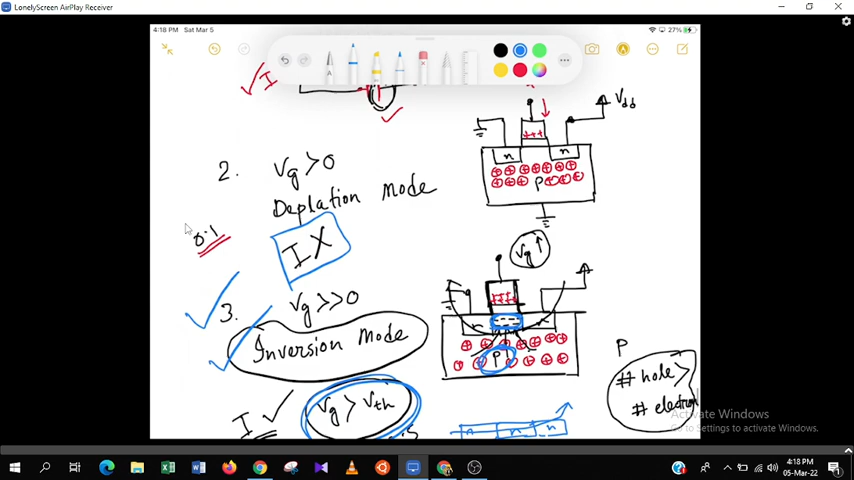 LonelyScreen AirPlay Receiver
4:18 PM Sat Mar 5
27%
A
✓ I
Vdd
+++
n n
P
2. Vg > 0
Deplation Mode
0.1
I X
Vg ↑
3. Vg >> 0
Inversion Mode
n
P
I ✓ Vg > Vth
n n n
P
# hole >
# electron
Activate Windows
Go to Settings to activate Windows.
4:18 PM
05-Mar-22